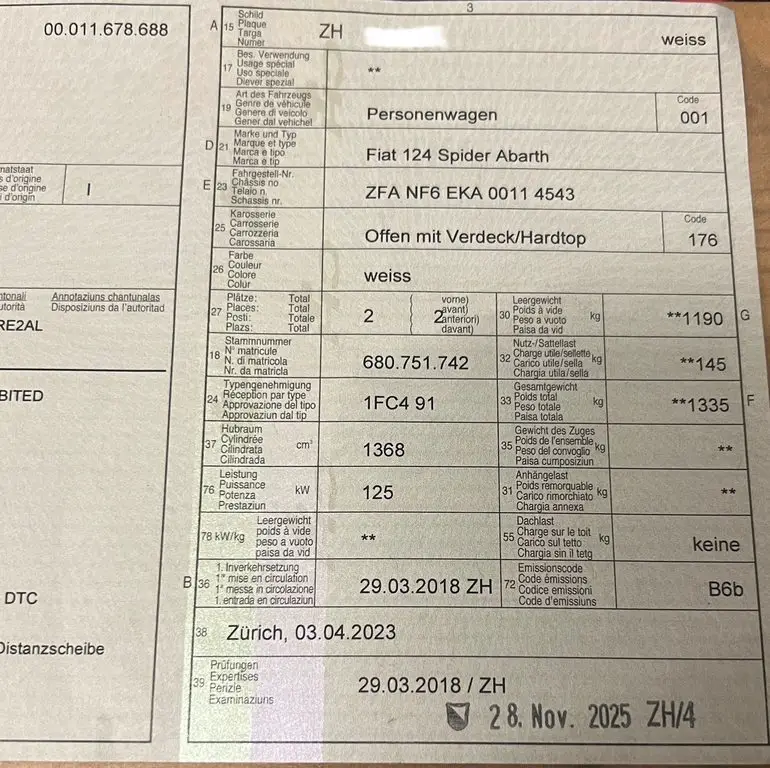 00.011.678.688
natstaat
s d'origine
se d'origine
i d'origin
I
ntonali
utorità
Annotaziuns chantunalas
Disposiziuns da l'autoritad
RE2AL
BITED
DTC
Distanzscheibe
3
A 15 Schild
Plaque
Targa
Numer
ZH
weiss
17 Bes. Verwendung
Usage spécial
Uso speciale
Diever spezial
**
19 Art des Fahrzeugs
Genre de véhicule
Genere di veicolo
Gener dal vehichel
Personenwagen
Code
001
D 21 Marke und Typ
Marque et type
Marca e tipo
Marca e tip
Fiat 124 Spider Abarth
E 23 Fahrgestell-Nr.
Châssis no
Telaio n.
Schassis nr.
ZFA NF6 EKA 0011 4543
25 Karosserie
Carrosserie
Carrozzeria
Carossaria
Offen mit Verdeck/Hardtop
Code
176
26 Farbe
Couleur
Colore
Colur
weiss
27 Plätze: Total
Places: Total
Posti: Totale
Plazs: Total
2
( vorne)
( avant)
2
anteriori)
( davant)
30 Leergewicht
Poids à vide
Peso a vuoto
Paisa da vid
kg
**1190
G
18 Stammnummer
N° matricule
N. di matricola
Nr. da matricla
680.751.742
32 Nutz-/Sattellast
Charge utile/sellette
Carico utile/sella
Chargia utila/sella
kg
**145
24 Typengenehmigung
Réception par type
Approvazione del tipo
Approvaziun dal tip
1FC4 91
33 Gesamtgewicht
Poids total
Peso totale
Paisa totala
kg
**1335
F
37 Hubraum
Cylindrée
Cilindrata
Cilindrada
cm³
1368
35 Gewicht des Zuges
Poids de l'ensemble
Peso del convoglio
Paisa cumposiziun
kg
**
76 Leistung
Puissance
Potenza
Prestaziun
kW
125
31 Anhängelast
Poids remorquable
Carico rimorchiato
Chargia annexa
kg
**
78 kW/kg
Leergewicht
poids à vide
peso a vuoto
paisa da vid
**
55 Dachlast
Charge sur le toit
Carico sul tetto
Chargia sin il tetg
kg
keine
B 36 1. Inverkehrsetzung
1re mise en circulation
1a messa in circolazione
1. entrada en circulaziun
29.03.2018 ZH
72 Emissionscode
Code émissions
Codice emissioni
Code d'emissiuns
B6b
38 Zürich, 03.04.2023
39 Prüfungen
Expertises
Perizie
Examinaziuns
29.03.2018 / ZH
28. Nov. 2025 ZH/4